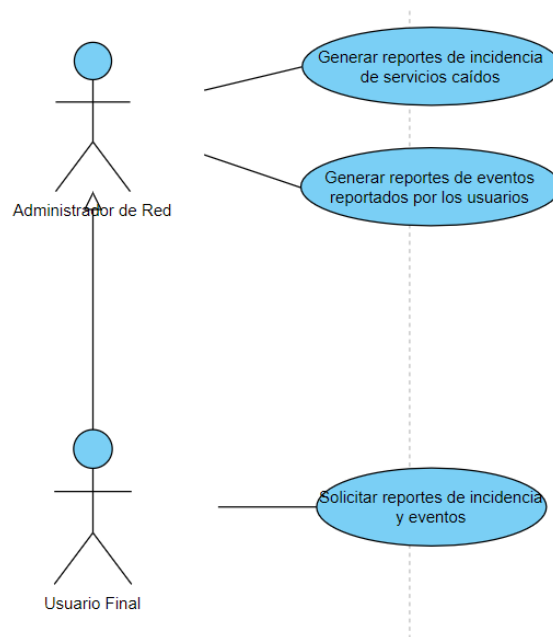 Generar reportes de incidencia
de servicios caídos
Generar reportes de eventos
reportados por los usuarios
Administrador de Red
Solicitar reportes de incidencia
y eventos
Usuario Final